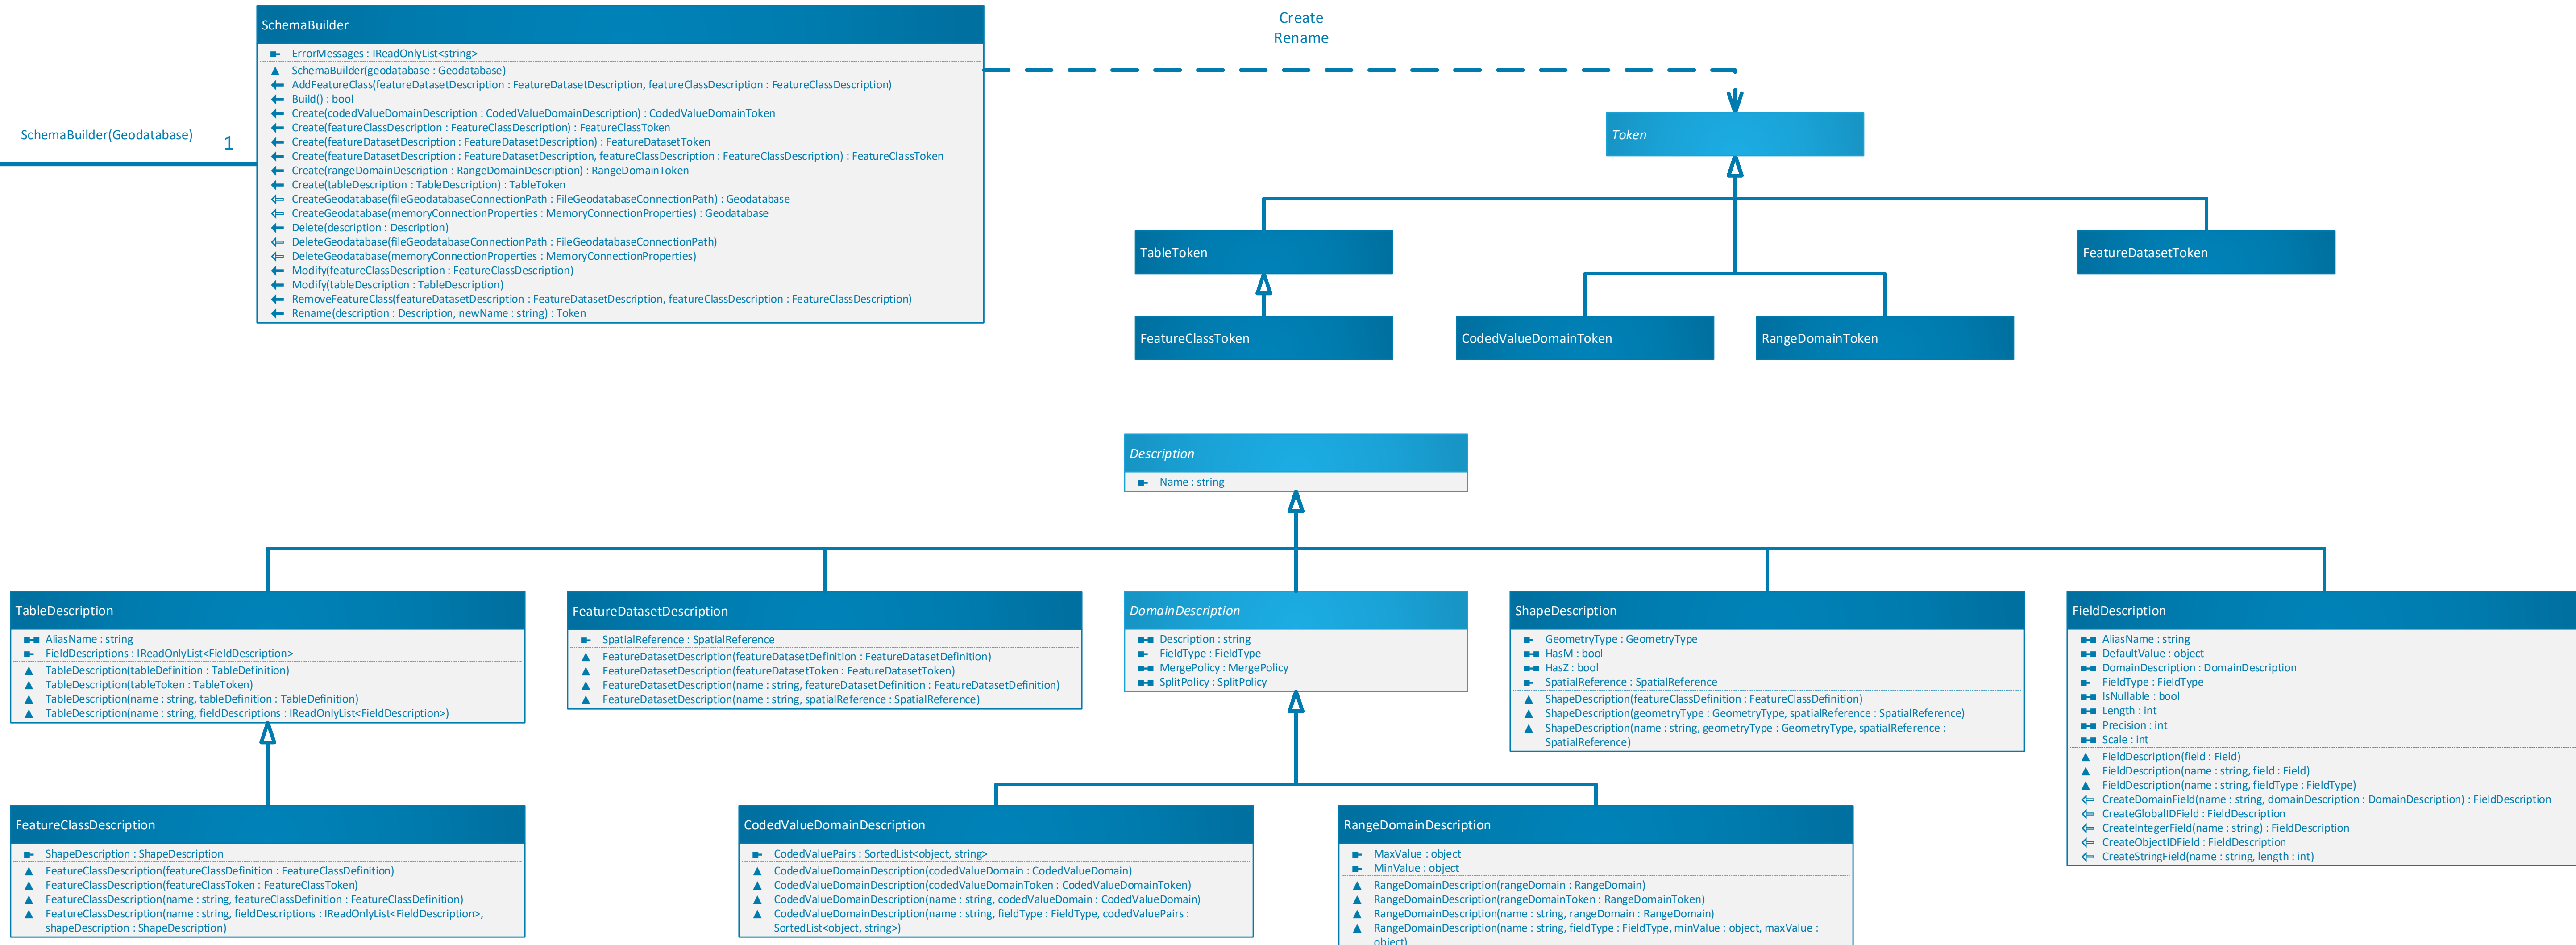 SchemaBuilder
ErrorMessages : IReadOnlyList<string>
SchemaBuilder(geodatabase : Geodatabase)
AddFeatureClass(featureDatasetDescription : FeatureDatasetDescription, featureClassDescription : FeatureClassDescription)
Build() : bool
Create(codedValueDomainDescription : CodedValueDomainDescription) : CodedValueDomainToken
Create(featureClassDescription : FeatureClassDescription) : FeatureClassToken
Create(featureDatasetDescription : FeatureDatasetDescription) : FeatureDatasetToken
Create(featureDatasetDescription : FeatureDatasetDescription, featureClassDescription : FeatureClassDescription) : FeatureClassToken
Create(rangeDomainDescription : RangeDomainDescription) : RangeDomainToken
Create(tableDescription : TableDescription) : TableToken
CreateGeodatabase(fileGeodatabaseConnectionPath : FileGeodatabaseConnectionPath) : Geodatabase
CreateGeodatabase(memoryConnectionProperties : MemoryConnectionProperties) : Geodatabase
Delete(description : Description)
DeleteGeodatabase(fileGeodatabaseConnectionPath : FileGeodatabaseConnectionPath)
DeleteGeodatabase(memoryConnectionProperties : MemoryConnectionProperties)
Modify(featureClassDescription : FeatureClassDescription)
Modify(tableDescription : TableDescription)
RemoveFeatureClass(featureDatasetDescription : FeatureDatasetDescription, featureClassDescription : FeatureClassDescription)
Rename(description : Description, newName : string) : Token
SchemaBuilder(Geodatabase)
1
Create
Rename
Token
TableToken
FeatureDatasetToken
FeatureClassToken
CodedValueDomainToken
RangeDomainToken
Description
Name : string
TableDescription
AliasName : string
FieldDescriptions : IReadOnlyList<FieldDescription>
TableDescription(tableDefinition : TableDefinition)
TableDescription(tableToken : TableToken)
TableDescription(name : string, tableDefinition : TableDefinition)
TableDescription(name : string, fieldDescriptions : IReadOnlyList<FieldDescription>)
FeatureDatasetDescription
SpatialReference : SpatialReference
FeatureDatasetDescription(featureDatasetDefinition : FeatureDatasetDefinition)
FeatureDatasetDescription(featureDatasetToken : FeatureDatasetToken)
FeatureDatasetDescription(name : string, featureDatasetDefinition : FeatureDatasetDefinition)
FeatureDatasetDescription(name : string, spatialReference : SpatialReference)
DomainDescription
Description : string
FieldType : FieldType
MergePolicy : MergePolicy
SplitPolicy : SplitPolicy
ShapeDescription
GeometryType : GeometryType
HasM : bool
HasZ : bool
SpatialReference : SpatialReference
ShapeDescription(featureClassDefinition : FeatureClassDefinition)
ShapeDescription(geometryType : GeometryType, spatialReference : SpatialReference)
ShapeDescription(name : string, geometryType : GeometryType, spatialReference :
SpatialReference)
FieldDescription
AliasName : string
DefaultValue : object
DomainDescription : DomainDescription
FieldType : FieldType
IsNullable : bool
Length : int
Precision : int
Scale : int
FieldDescription(field : Field)
FieldDescription(name : string, field : Field)
FieldDescription(name : string, fieldType : FieldType)
CreateDomainField(name : string, domainDescription : DomainDescription) : FieldDescription
CreateGlobalIDField : FieldDescription
CreateIntegerField(name : string) : FieldDescription
CreateObjectIDField : FieldDescription
CreateStringField(name : string, length : int)
FeatureClassDescription
ShapeDescription : ShapeDescription
FeatureClassDescription(featureClassDefinition : FeatureClassDefinition)
FeatureClassDescription(featureClassToken : FeatureClassToken)
FeatureClassDescription(name : string, featureClassDefinition : FeatureClassDefinition)
FeatureClassDescription(name : string, fieldDescriptions : IReadOnlyList<FieldDescription>,
shapeDescription : ShapeDescription)
CodedValueDomainDescription
CodedValuePairs : SortedList<object, string>
CodedValueDomainDescription(codedValueDomain : CodedValueDomain)
CodedValueDomainDescription(codedValueDomainToken : CodedValueDomainToken)
CodedValueDomainDescription(name : string, codedValueDomain : CodedValueDomain)
CodedValueDomainDescription(name : string, fieldType : FieldType, codedValuePairs :
SortedList<object, string>)
RangeDomainDescription
MaxValue : object
MinValue : object
RangeDomainDescription(rangeDomain : RangeDomain)
RangeDomainDescription(rangeDomainToken : RangeDomainToken)
RangeDomainDescription(name : string, rangeDomain : RangeDomain)
RangeDomainDescription(name : string, fieldType : FieldType, minValue : object, maxValue :
object)